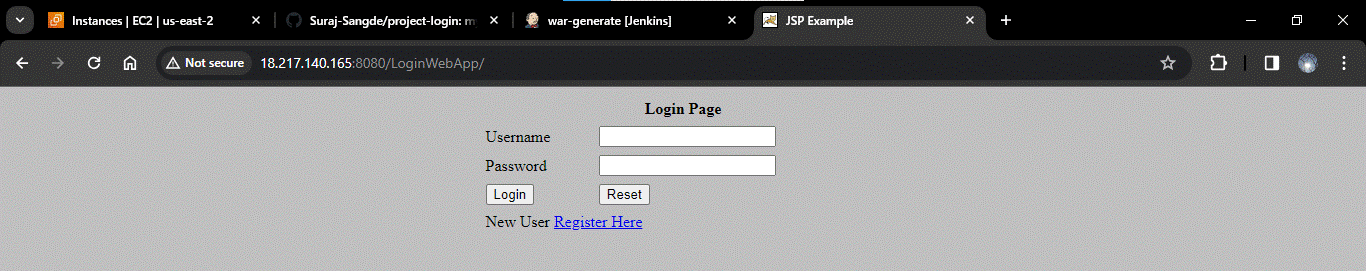 Instances | EC2 | us-east-2
Suraj-Sangde/project-login: m
war-generate [Jenkins]
JSP Example
Not secure 18.217.140.165:8080/LoginWebApp/
Login Page
Username
Password
Login Reset
New User Register Here